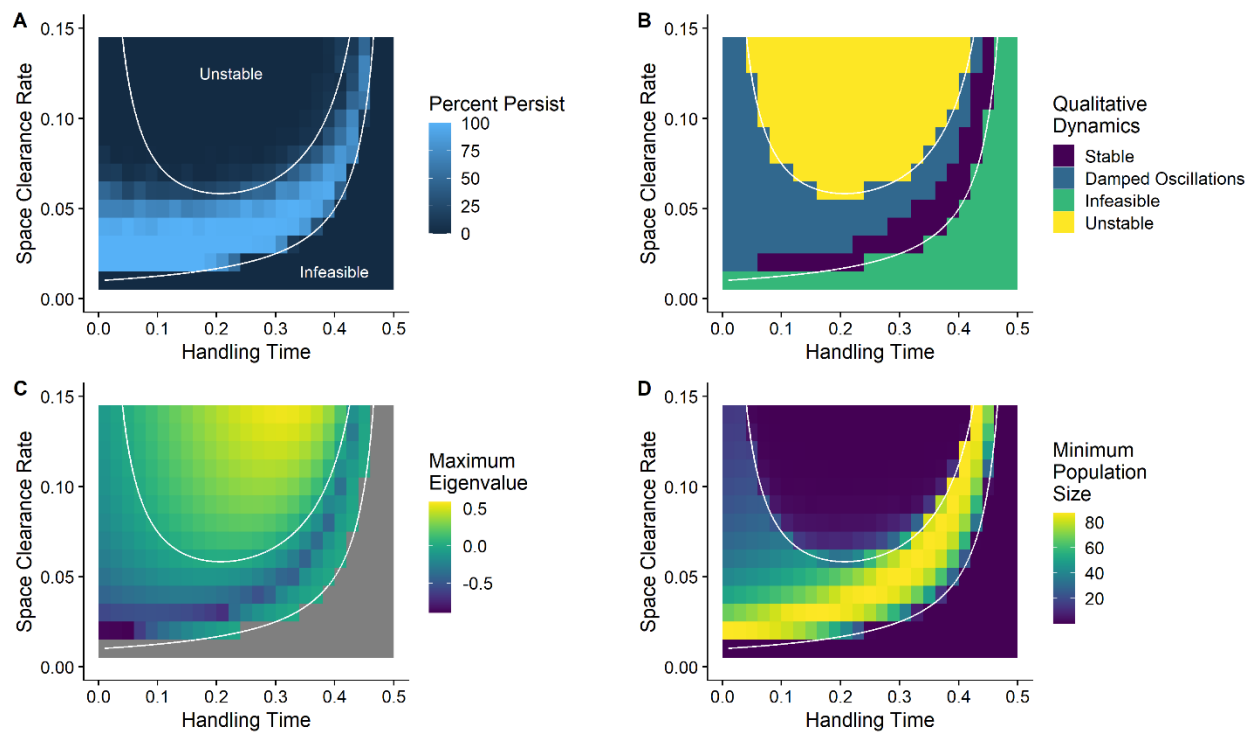 A
0.15
0.10
0.05
0.00
Space Clearance Rate
Unstable
Infeasible
0.0 0.1 0.2 0.3 0.4 0.5
Handling Time
Percent Persist
100
75
50
25
0
B
0.15
0.10
0.05
0.00
Space Clearance Rate
0.0 0.1 0.2 0.3 0.4 0.5
Handling Time
Qualitative
Dynamics
Stable
Damped Oscillations
Infeasible
Unstable
C
0.15
0.10
0.05
0.00
Space Clearance Rate
0.0 0.1 0.2 0.3 0.4 0.5
Handling Time
Maximum
Eigenvalue
0.5
0.0
-0.5
D
0.15
0.10
0.05
0.00
Space Clearance Rate
0.0 0.1 0.2 0.3 0.4 0.5
Handling Time
Minimum
Population
Size
80
60
40
20